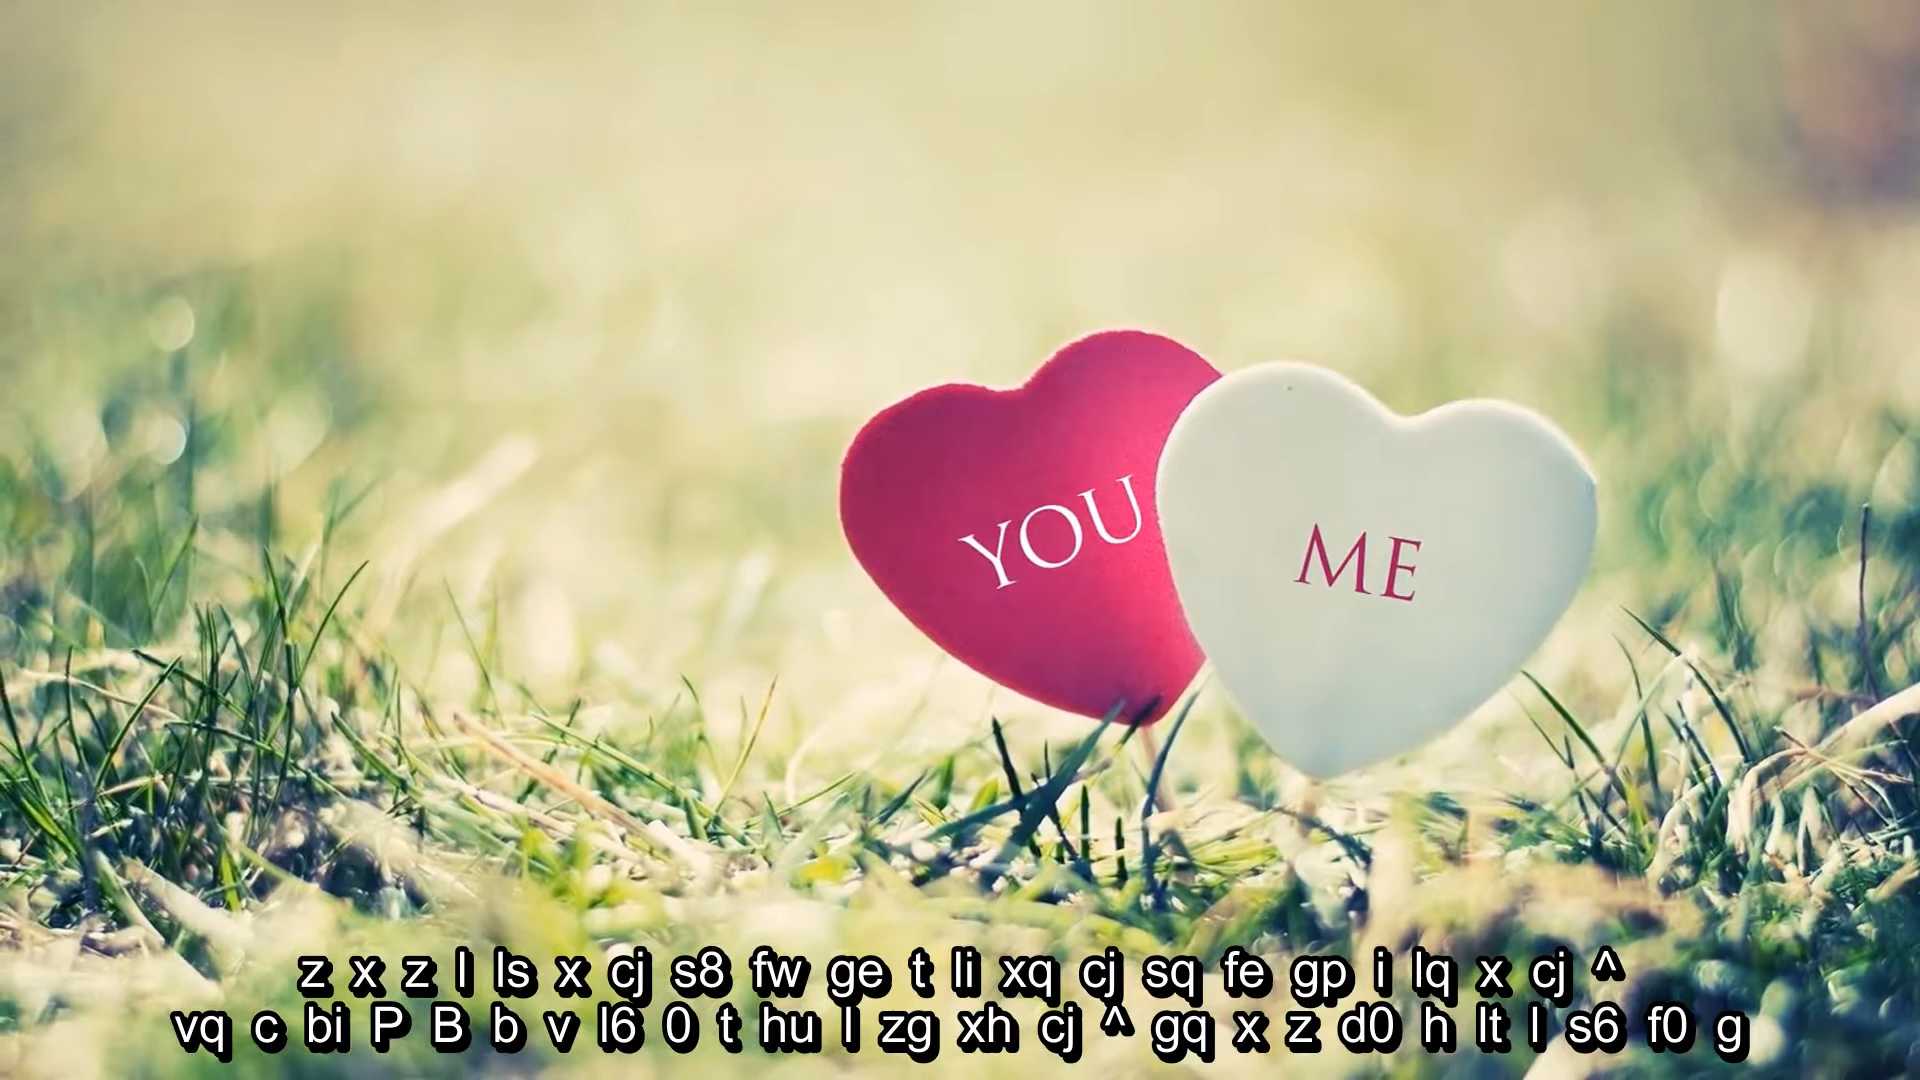 YOU
ME
z x z l ls x cj s8 fw ge t li xq cj sq fe gp i lq x cj ^
vq c bi P B b v l6 0 t hu l zg xh cj ^ gq x z d0 h lt l s6 f0 g